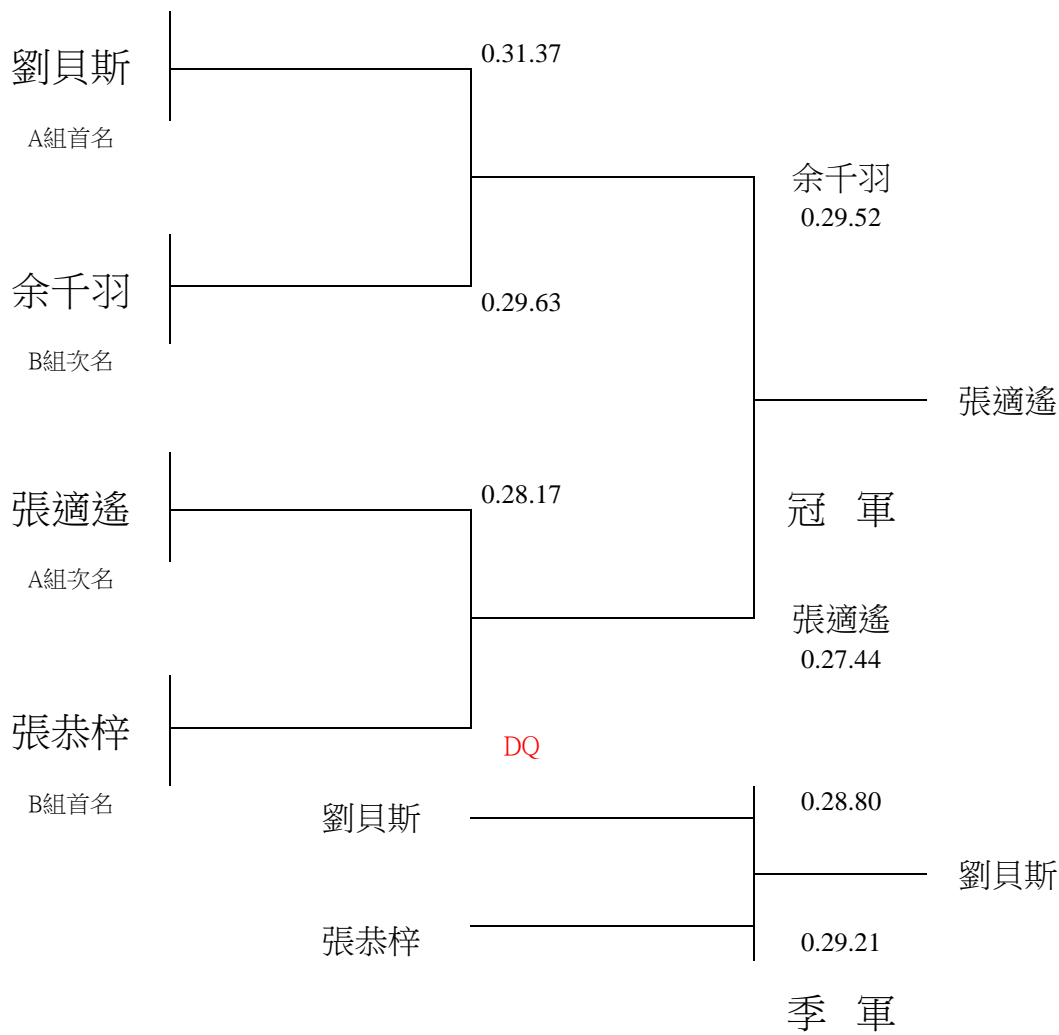 劉貝斯
0.31.37
A組首名
余千羽
0.29.52
余千羽
0.29.63
B組次名
張適遙
張適遙
0.28.17
冠 軍
A組次名
張適遙
0.27.44
張恭梓
DQ
B組首名
劉貝斯
0.28.80
劉貝斯
張恭梓
0.29.21
季 軍